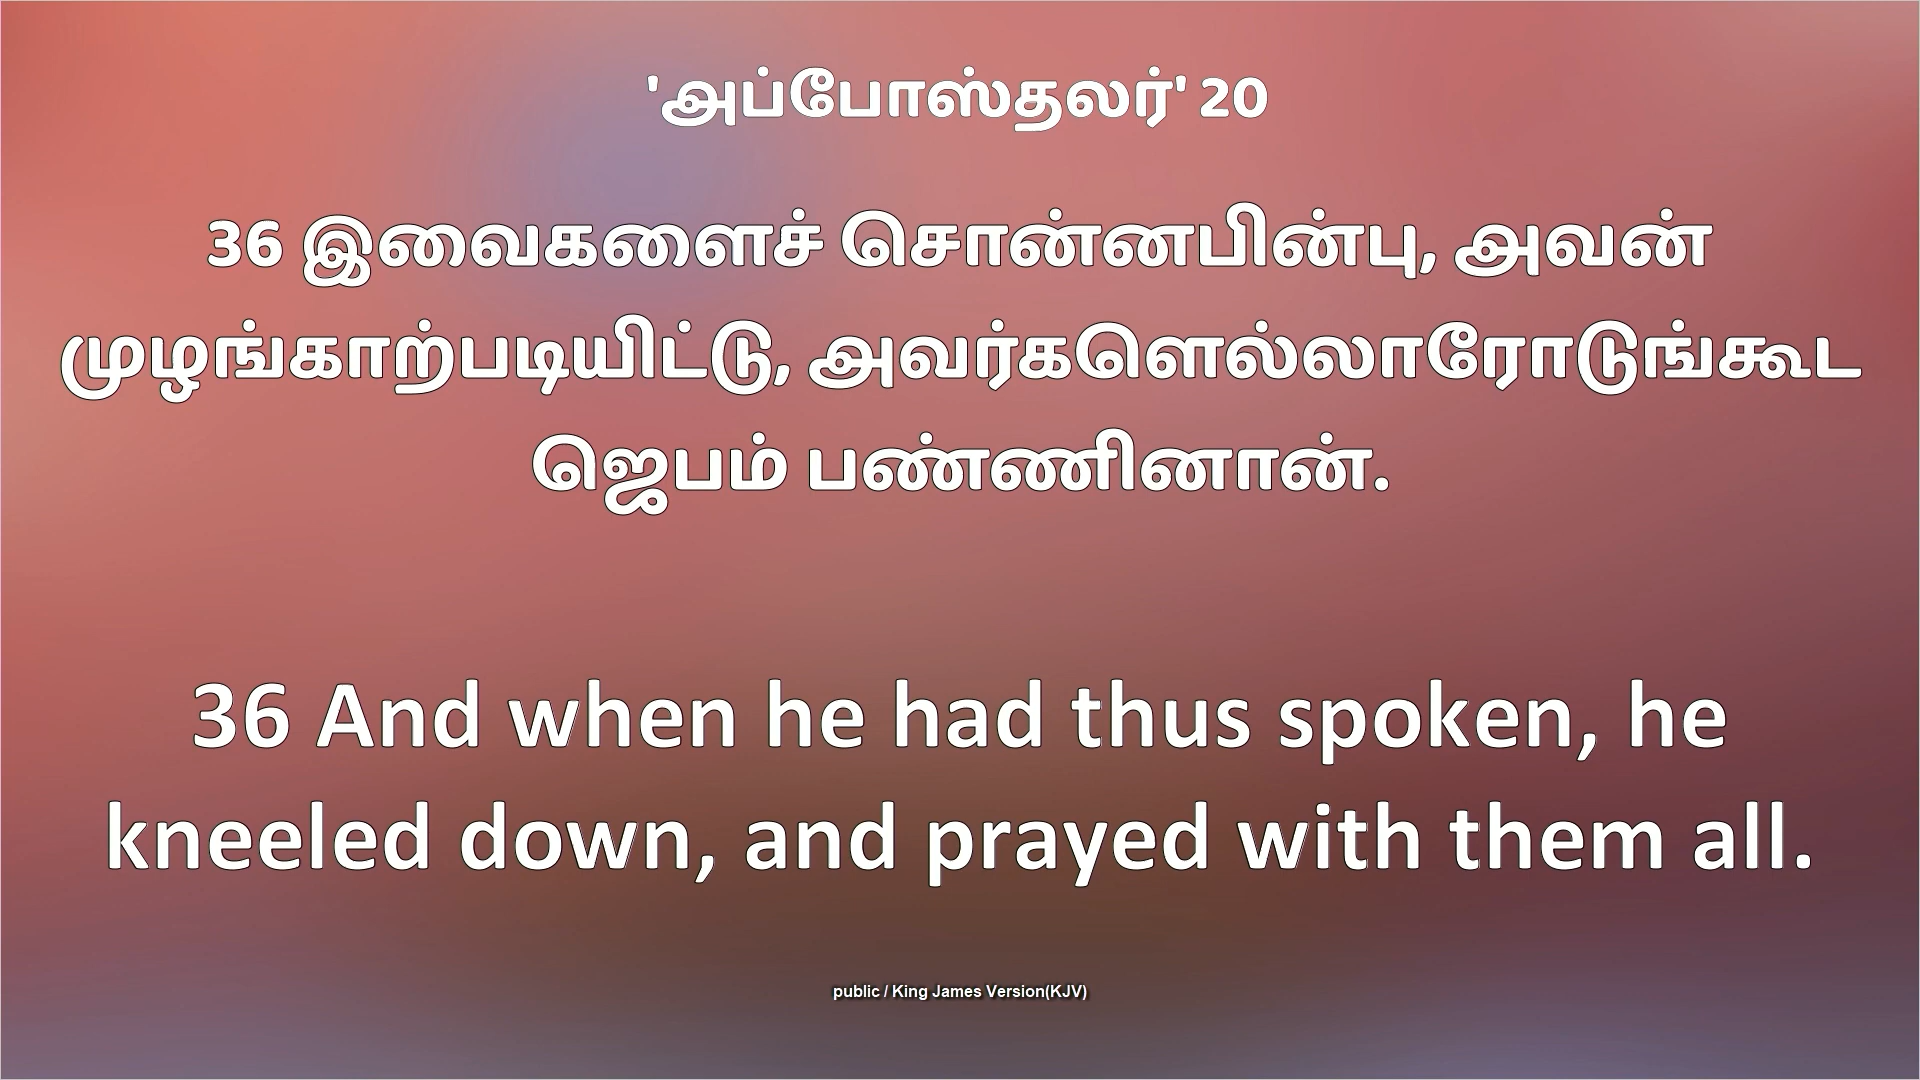 'அப்போஸ்தலர்' 20
36 இவைகளைச் சொன்னபின்பு, அவன்
முழங்காற்படியிட்டு, அவர்களெல்லாரோடுங்கூட
ஜெபம் பண்ணினான்.
36 And when he had thus spoken, he
kneeled down, and prayed with them all.
public / King James Version(KJV)